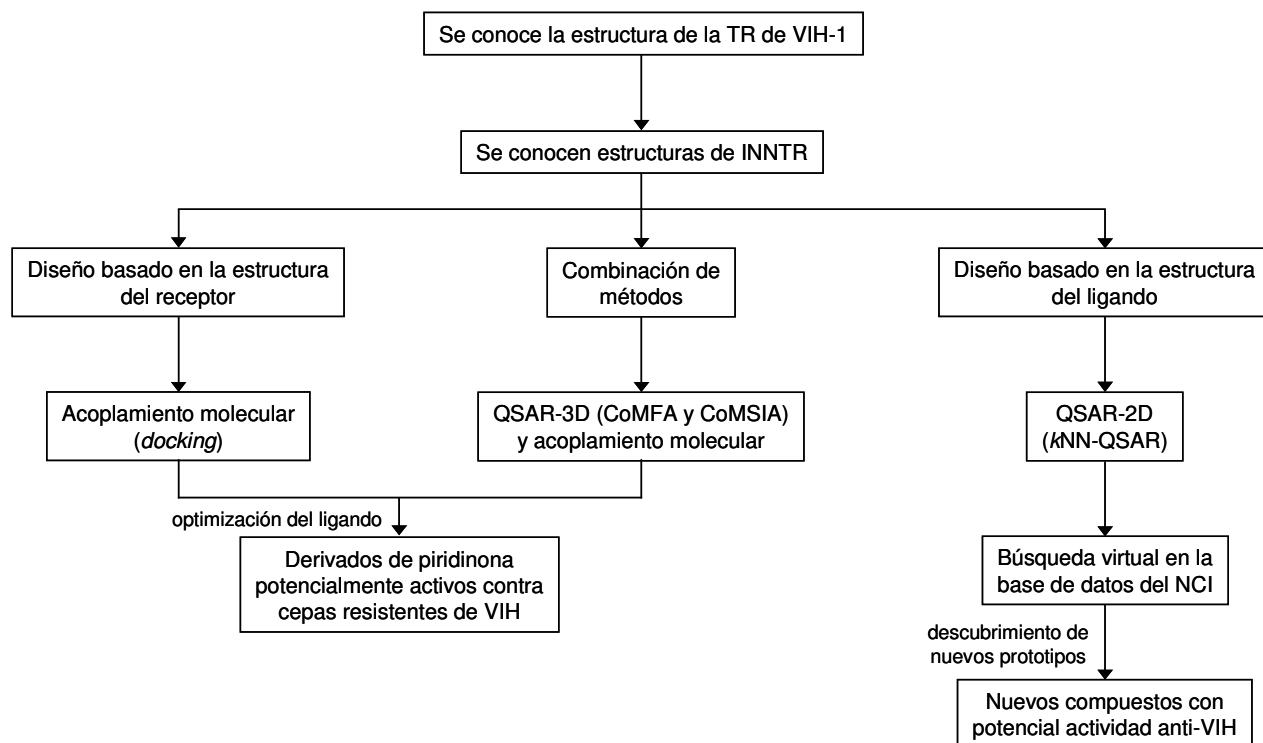 Se conoce la estructura de la TR de VIH-1
Se conocen estructuras de INNTR
Diseño basado en la estructura
del receptor
Combinación de
métodos
Diseño basado en la estructura
del ligando
Acoplamiento molecular
(docking)
QSAR-3D (CoMFA y CoMSIA)
y acoplamiento molecular
QSAR-2D
(kNN-QSAR)
optimización del ligando
Derivados de piridinona
potencialmente activos contra
cepas resistentes de VIH
Búsqueda virtual en la
base de datos del NCI
descubrimiento de
nuevos prototipos
Nuevos compuestos con
potencial actividad anti-VIH